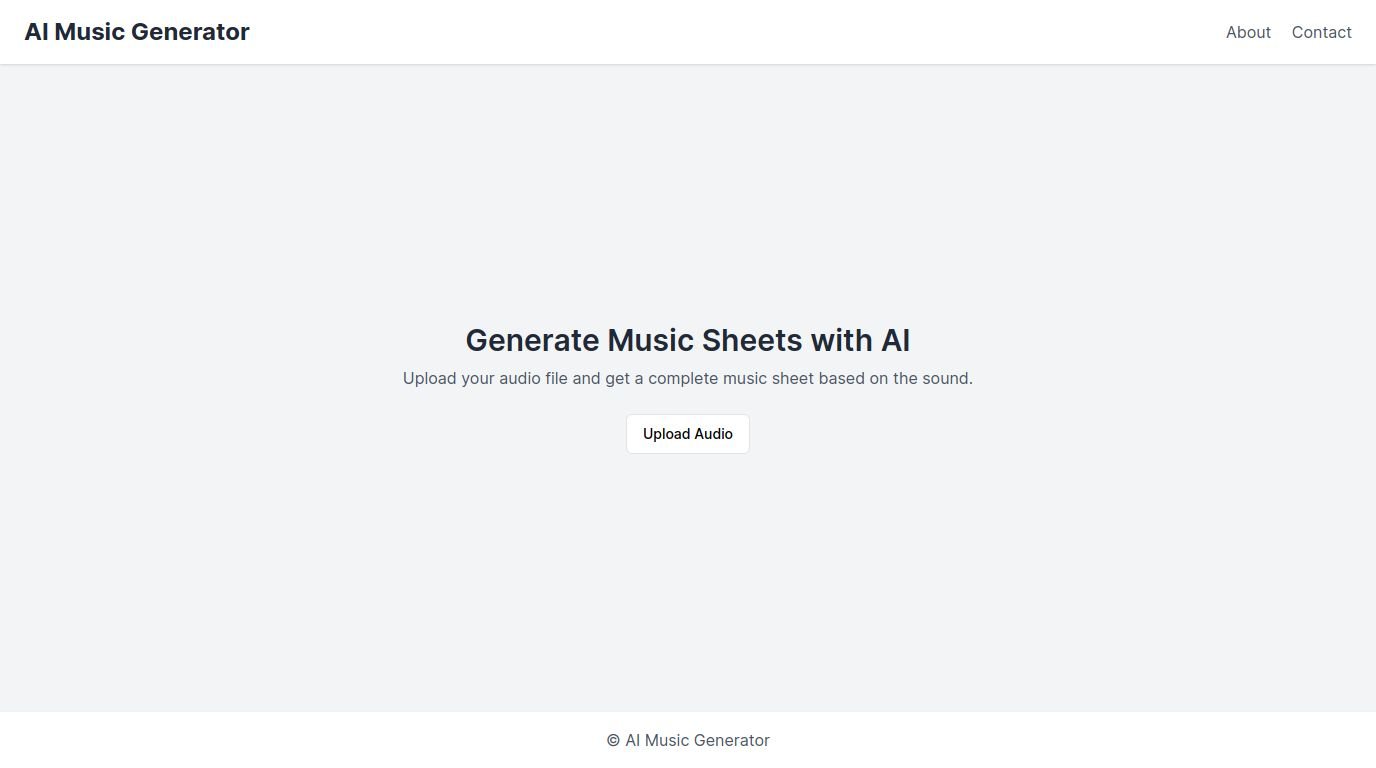 AI Music Generator
About
Contact
Generate Music Sheets with AI
Upload your audio file and get a complete music sheet based on the sound.
Upload Audio
© AI Music Generator